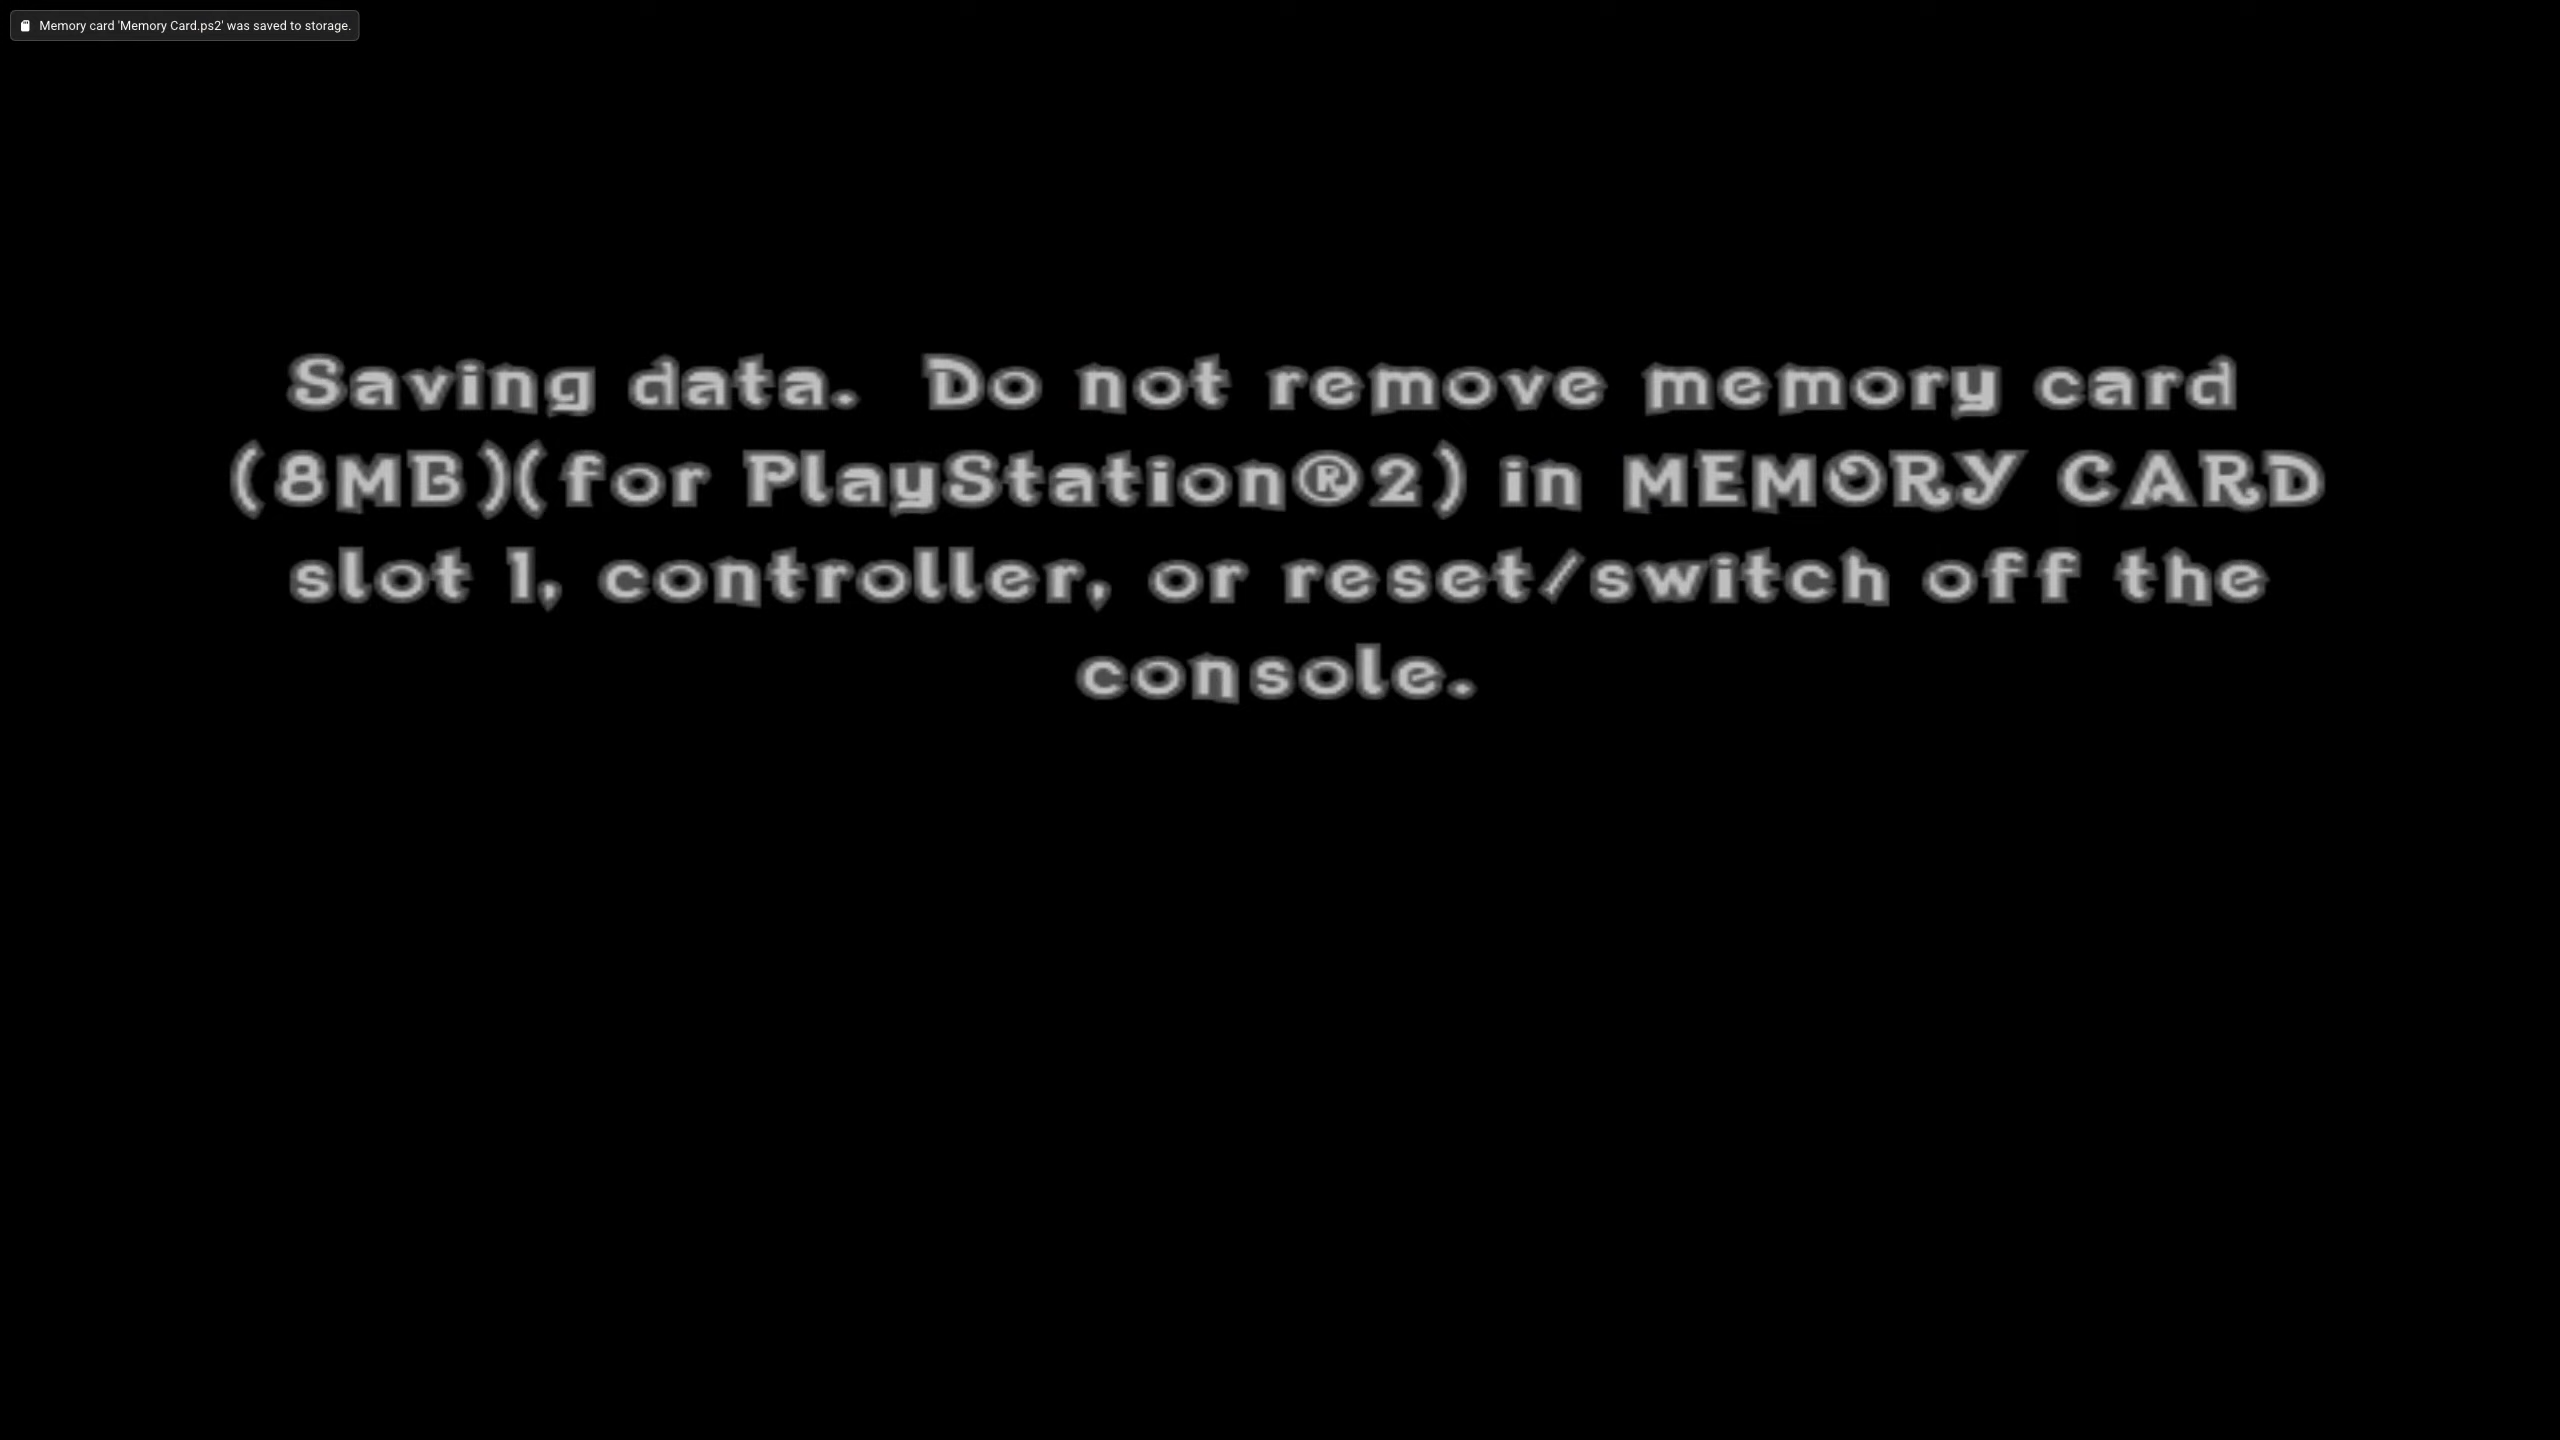 Memory card 'Memory Card.ps2' was saved to storage.
Saving data.  Do not remove memory card
(8MB)(for PlayStation®2) in MEMORY CARD
slot 1, controller, or reset/switch off the
console.